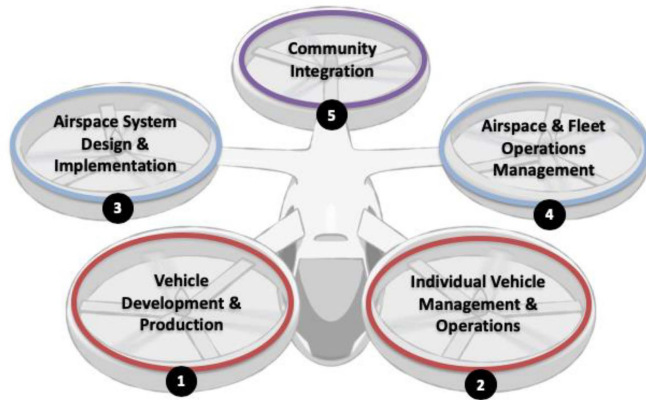 Community
Integration
5
Airspace System
Design &
Implementation
3
Airspace & Fleet
Operations
Management
4
Vehicle
Development &
Production
1
Individual Vehicle
Management &
Operations
2